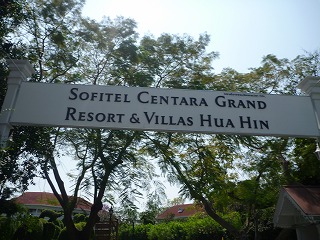 SOFITEL CENTARA GRAND
RESORT & VILLAS HUA HIN